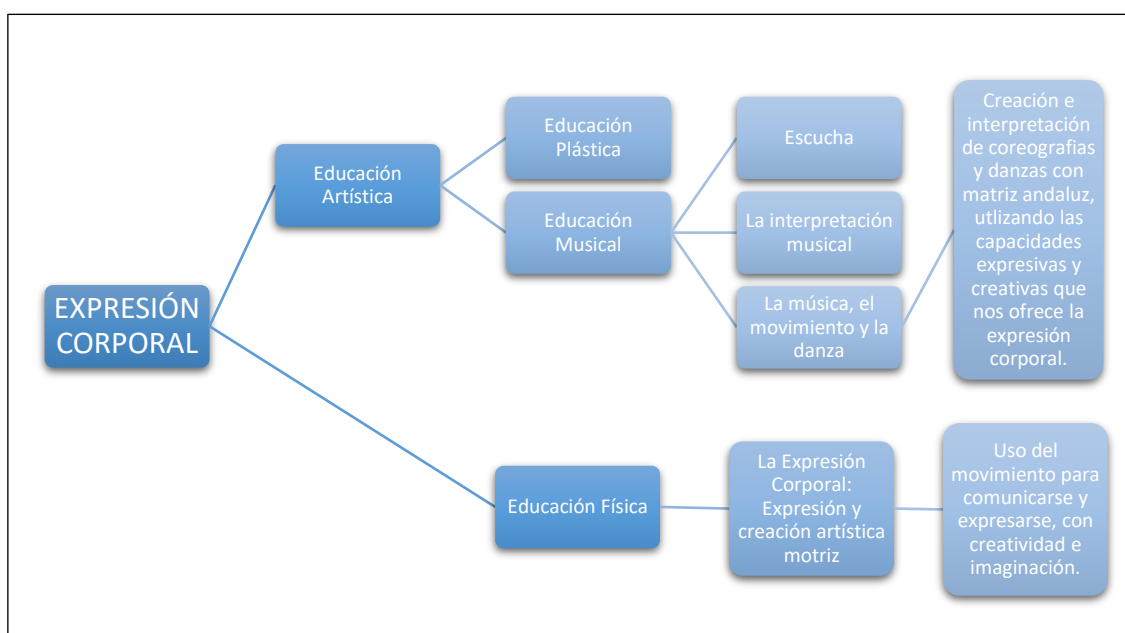 EXPRESIÓN
CORPORAL
Educación
Artística
Educación
Plástica
Educación
Musical
Escucha
La interpretación
musical
La música, el
movimiento y la
danza
Creación e
interpretación
de coreografias
y danzas con
matriz andaluz,
utlizando las
capacidades
expresivas y
creativas que
nos ofrece la
expresión
corporal.
Educación Física
La Expresión
Corporal:
Expresión y
creación artística
motriz
Uso del
movimiento para
comunicarse y
expresarse, con
creatividad e
imaginación.